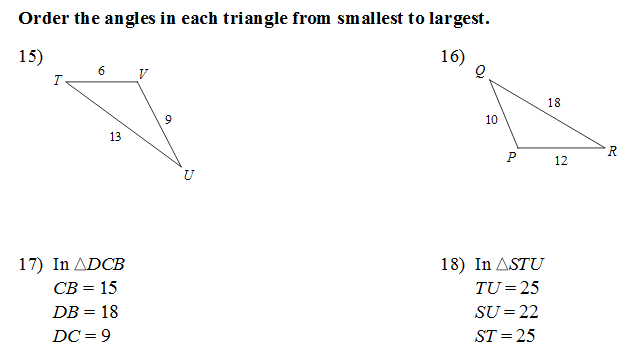 Order the angles in each triangle from smallest to largest.
15)
T
6
V
9
13
U
16)
Q
18
10
P
12
R
17) In △DCB
CB = 15
DB = 18
DC = 9
18) In △STU
TU = 25
SU = 22
ST = 25